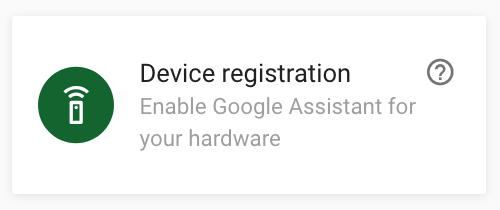 Device registration
Enable Google Assistant for
your hardware